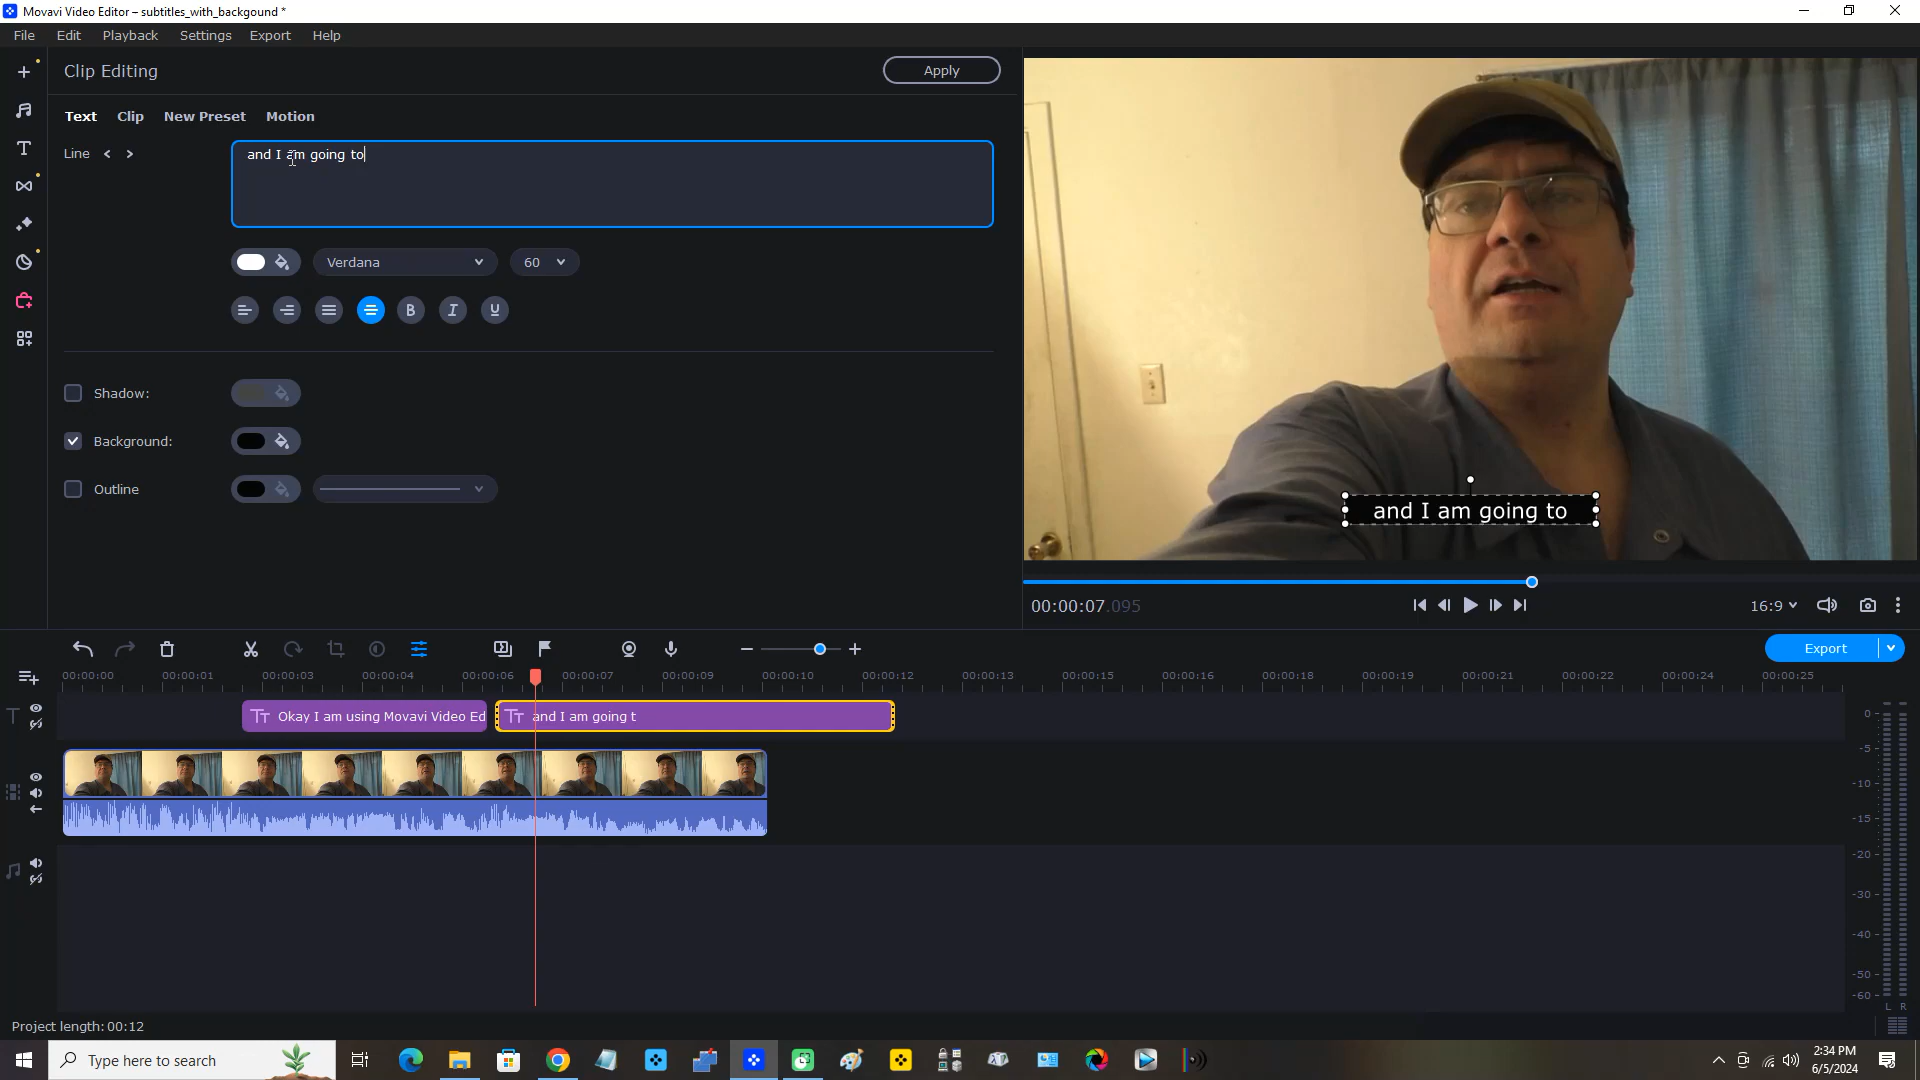 Movavi Video Editor – subtitles_with_backgound *
File Edit Playback Settings Export Help
Clip Editing
Apply
Text Clip New Preset Motion
Line
and I am going to
Verdana
60
B I U
Shadow:
Background:
Outline
and I am going to
00:00:07.095
16:9
Export
00:00:00 00:00:01 00:00:03 00:00:04 00:00:06 00:00:07 00:00:09 00:00:10 00:00:12 00:00:13 00:00:15 00:00:16 00:00:18 00:00:19 00:00:21 00:00:22 00:00:24 00:00:25
Okay I am using Movavi Video Ed
and I am going t
0
-5
-10
-15
-20
-30
-40
-50
-60
L R
Project length: 00:12
Type here to search
2:34 PM
6/5/2024